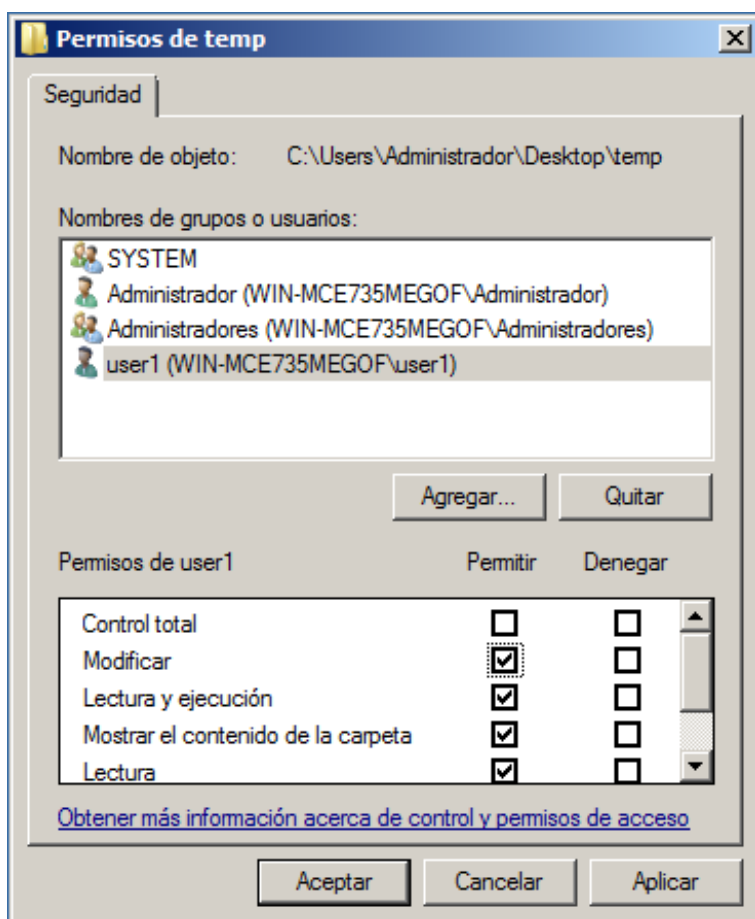 Permisos de temp
Seguridad
Nombre de objeto: C:\Users\Administrador\Desktop\temp
Nombres de grupos o usuarios:
SYSTEM
Administrador (WIN-MCE735MEGOF\Administrador)
Administradores (WIN-MCE735MEGOF\Administradores)
user1 (WIN-MCE735MEGOF\user1)
Agregar... Quitar
Permisos de user1 Permitir Denegar
Control total
Modificar
Lectura y ejecución
Mostrar el contenido de la carpeta
Lectura
Obtener más información acerca de control y permisos de acceso
Aceptar Cancelar Aplicar